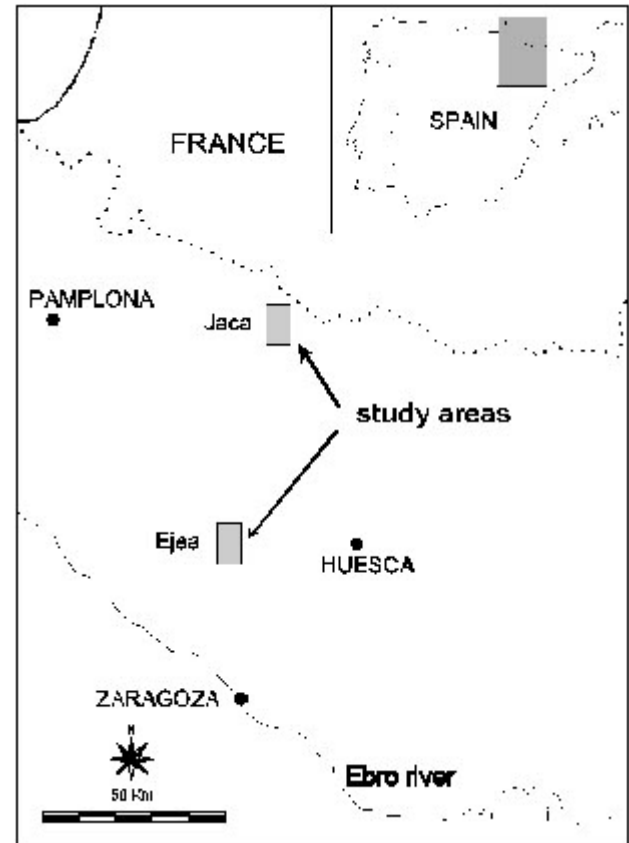 FRANCE
SPAIN
PAMPLONA
Jaca
study areas
Ejea
HUESCA
ZARAGOZA
N
50 Km
Ebro river